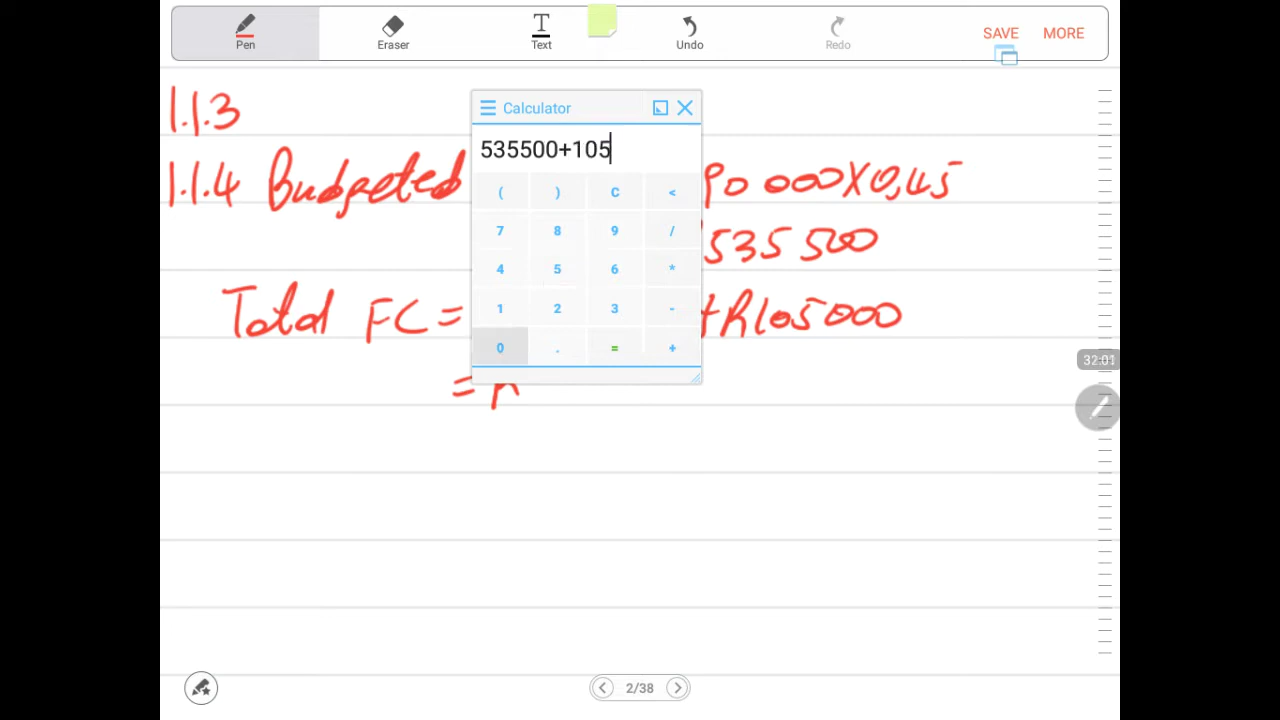 Pen Eraser Text Undo Redo SAVE MORE
1.1.3
Calculator
535500+105
1.1.4 Budgeted 90 000X0,45
535 500
Total FC = +R105000
= R
( ) C <
7 8 9 /
4 5 6 *
1 2 3 -
0 . = +
32:01
2/38